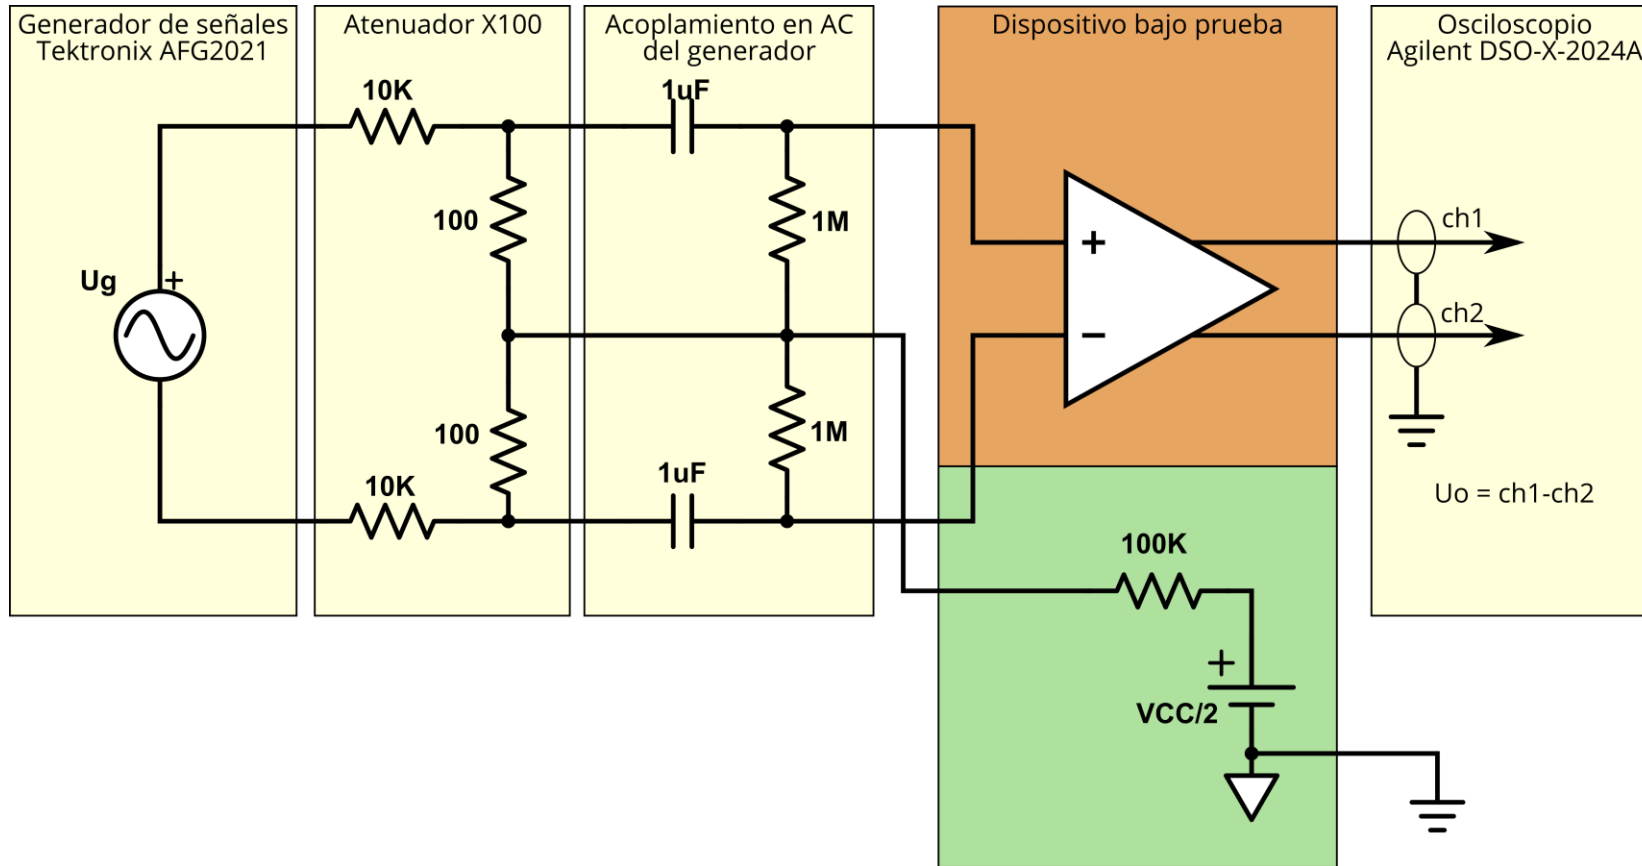 Generador de señales
Tektronix AFG2021
Atenuador X100
Acoplamiento en AC
del generador
Dispositivo bajo prueba
Osciloscopio
Agilent DSO-X-2024A
10K
1uF
100
1M
ch1
+
Ug
+
ch2
−
100
1M
10K
1uF
Uo = ch1-ch2
100K
+
VCC/2